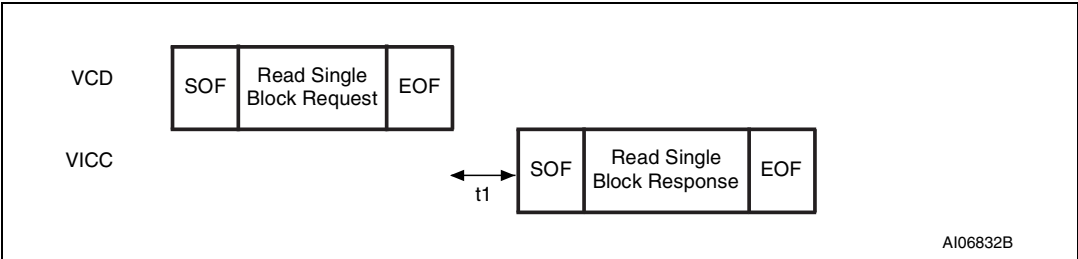 VCD
SOF
Read Single
Block Request
EOF
VICC
t1
SOF
Read Single
Block Response
EOF
AI06832B